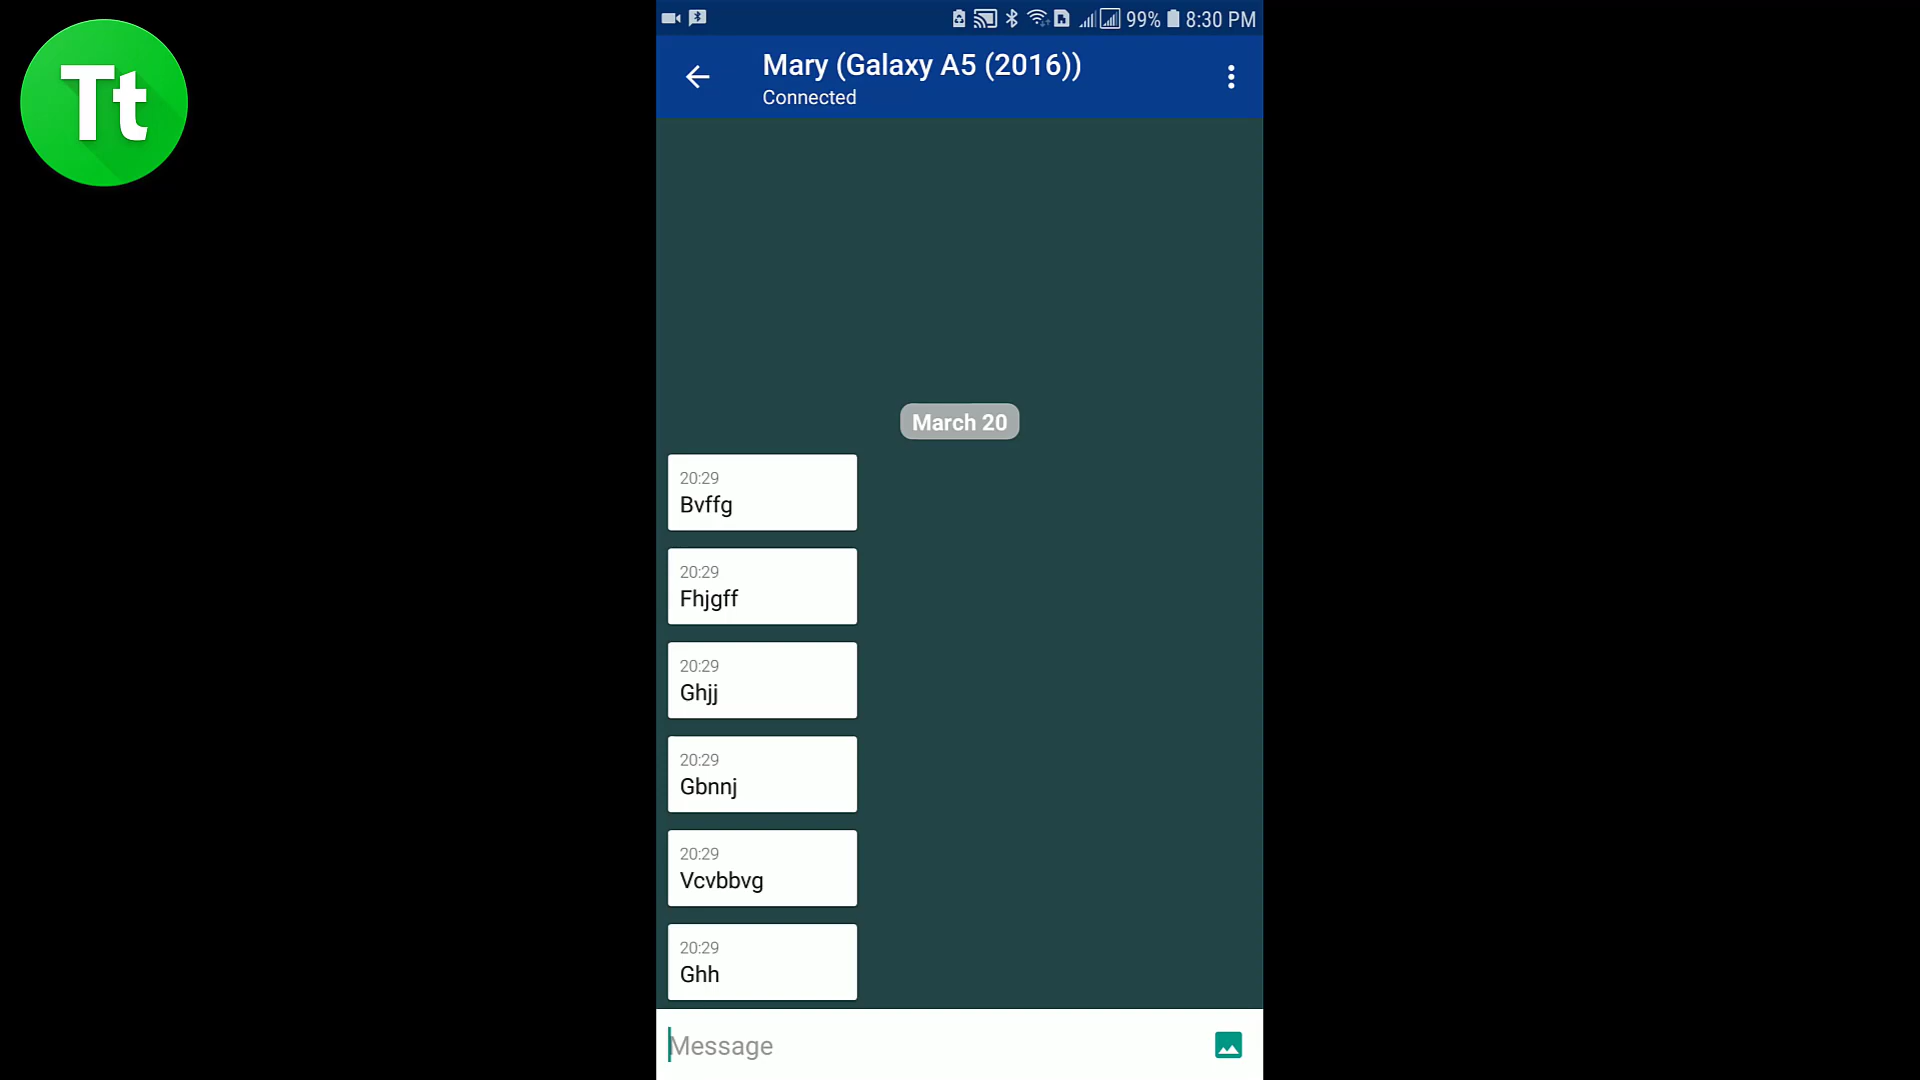 Tt
99% 8:30 PM
Mary (Galaxy A5 (2016))
Connected
March 20
20:29
Bvffg
20:29
Fhjgff
20:29
Ghjj
20:29
Gbnnj
20:29
Vcvbbvg
20:29
Ghh
Message